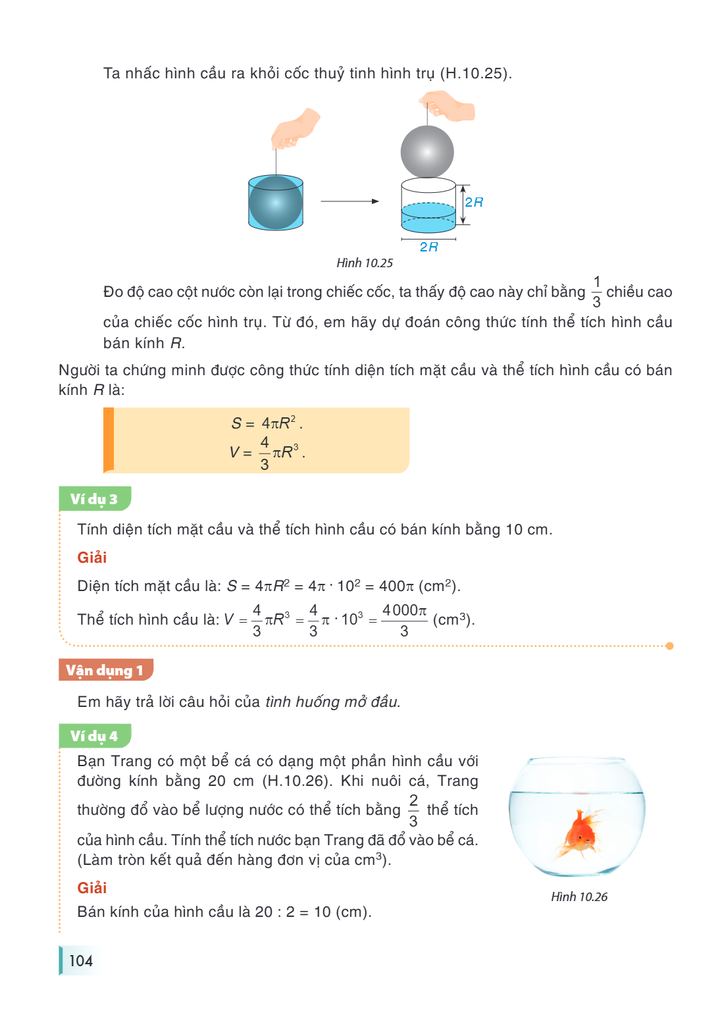 Ta nhấc hình cầu ra khỏi cốc thuỷ tinh hình trụ (H.10.25).
2R
2R
Hình 10.25
Đo độ cao cột nước còn lại trong chiếc cốc, ta thấy độ cao này chỉ bằng 1/3 chiều cao
của chiếc cốc hình trụ. Từ đó, em hãy dự đoán công thức tính thể tích hình cầu
bán kính R.
Người ta chứng minh được công thức tính diện tích mặt cầu và thể tích hình cầu có bán
kính R là:
S = 4πR².
V = 4/3 πR³.
Ví dụ 3
Tính diện tích mặt cầu và thể tích hình cầu có bán kính bằng 10 cm.
Giải
Diện tích mặt cầu là: S = 4πR² = 4π · 10² = 400π (cm²).
Thể tích hình cầu là: V = 4/3 πR³ = 4/3 π · 10³ = 4000π/3 (cm³).
Vận dụng 1
Em hãy trả lời câu hỏi của tình huống mở đầu.
Ví dụ 4
Bạn Trang có một bể cá có dạng một phần hình cầu với
đường kính bằng 20 cm (H.10.26). Khi nuôi cá, Trang
thường đổ vào bể lượng nước có thể tích bằng 2/3 thể tích
của hình cầu. Tính thể tích nước bạn Trang đã đổ vào bể cá.
(Làm tròn kết quả đến hàng đơn vị của cm³).
Giải
Bán kính của hình cầu là 20 : 2 = 10 (cm).
Hình 10.26
104